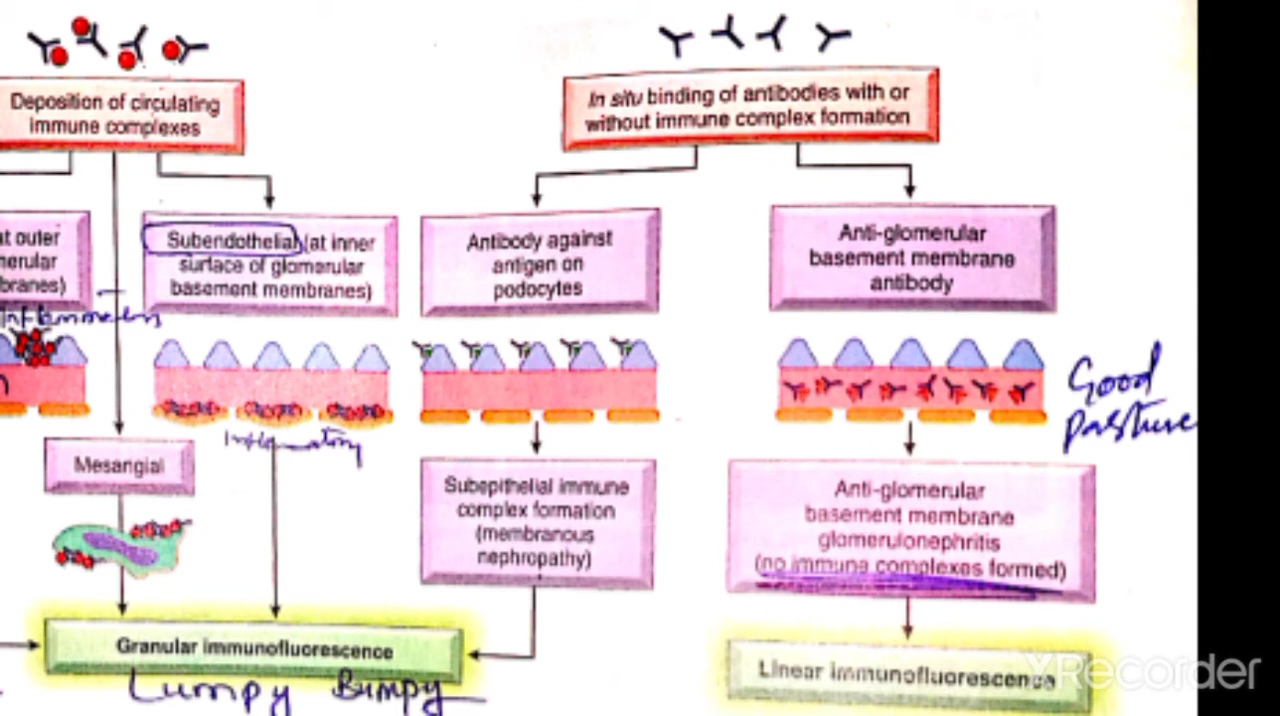 Deposition of circulating
immune complexes
In situ binding of antibodies with or
without immune complex formation
at outer
merular
branes)
Subendothelial (at inner
surface of glomerular
basement membranes)
Antibody against
antigen on
podocytes
Anti-glomerular
basement membrane
antibody
Inflammatory
Good
pasture
Mesangial
Subepithelial immune
complex formation
(membranous
nephropathy)
Anti-glomerular
basement membrane
glomerulonephritis
(no immune complexes formed)
Granular immunofluorescence
Linear immunofluorescence
Lumpy Bumpy
XRecorder